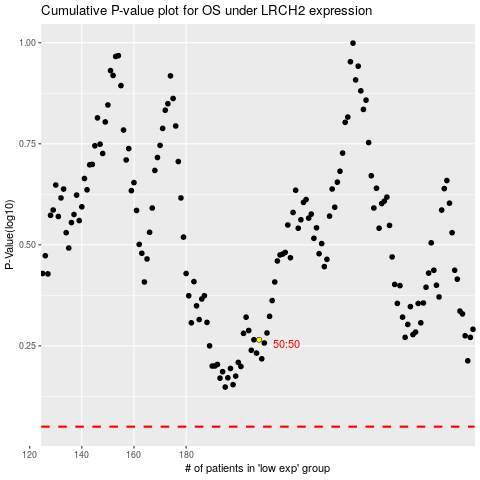 Cumulative P-value plot for OS under LRCH2 expression
P-Value(log10)
1.00
0.75
0.50
0.25
50:50
120 140 160 180
# of patients in 'low exp' group